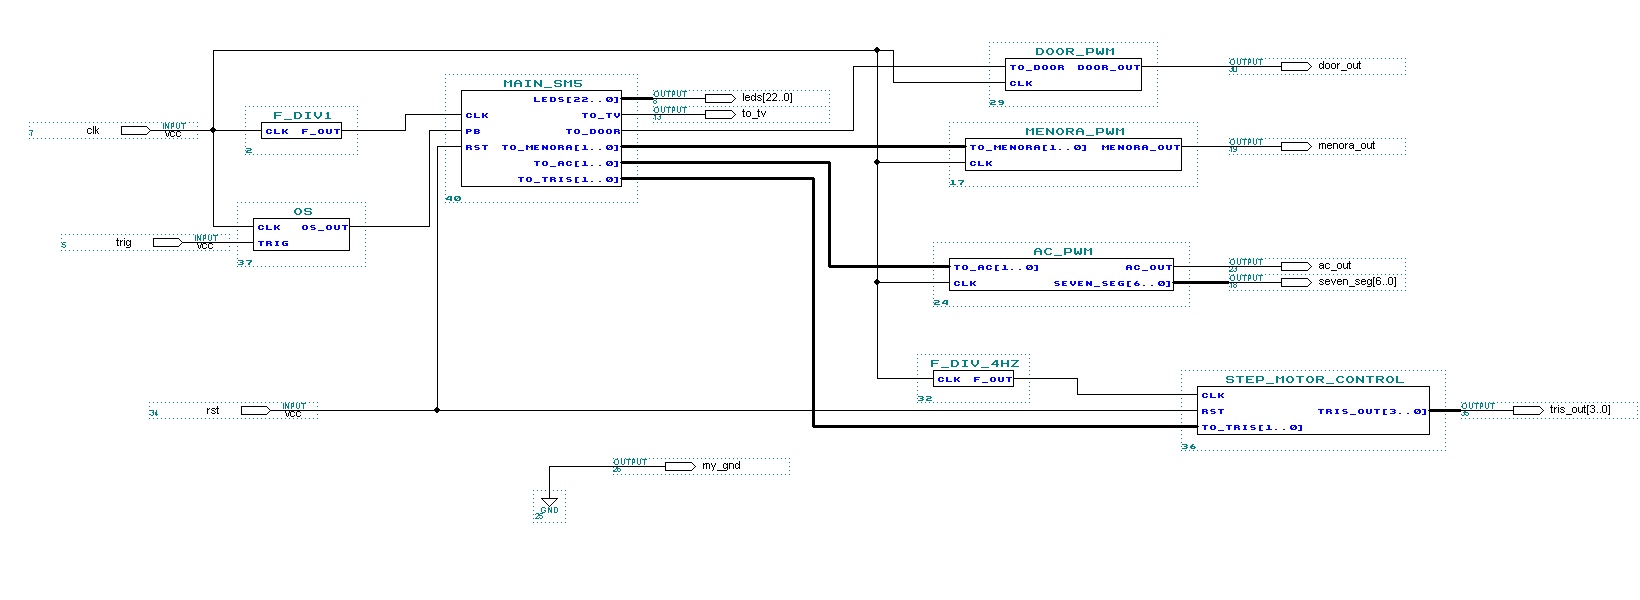 DOOR_PWM
TO_DOOR DOOR_OUT
CLK
29
OUTPUT
30
door_out
MAIN_SM5
LEDS[22..0]
CLK TO_TV
PB TO_DOOR
RST TO_MENORA[1..0]
TO_AC[1..0]
TO_TRIS[1..0]
40
OUTPUT
8
leds[22..0]
OUTPUT
13
to_tv
clk
INPUT
VCC
7
F_DIV1
CLK F_OUT
2
MENORA_PWM
TO_MENORA[1..0] MENORA_OUT
CLK
17
OUTPUT
19
menora_out
OS
CLK OS_OUT
TRIG
37
trig
INPUT
VCC
5
AC_PWM
TO_AC[1..0] AC_OUT
CLK SEVEN_SEG[6..0]
24
OUTPUT
23
ac_out
OUTPUT
18
seven_seg[6..0]
F_DIV_4HZ
CLK F_OUT
32
STEP_MOTOR_CONTROL
CLK
RST TRIS_OUT[3..0]
TO_TRIS[1..0]
36
OUTPUT
35
tris_out[3..0]
34
rst
INPUT
VCC
OUTPUT
26
my_gnd
GND
25